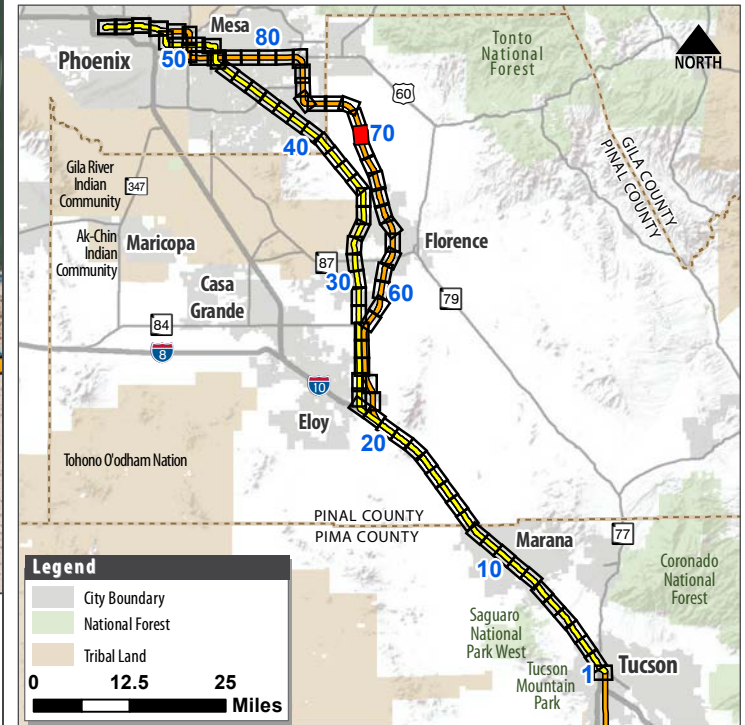 Mesa
80
Phoenix
50
Tonto
National
Forest
NORTH
60
70
40
GILA COUNTY
PINAL COUNTY
Gila River
Indian
Community
347
Ak-Chin
Indian
Community
Maricopa
Florence
87
30
Casa
Grande
60
79
84
8
10
Eloy
20
Tohono O'odham Nation
PINAL COUNTY
PIMA COUNTY
Marana
77
10
Coronado
National
Forest
Saguaro
National
Park West
Tucson
Mountain
Park
1
Tucson
Legend
City Boundary
National Forest
Tribal Land
0 12.5 25
Miles